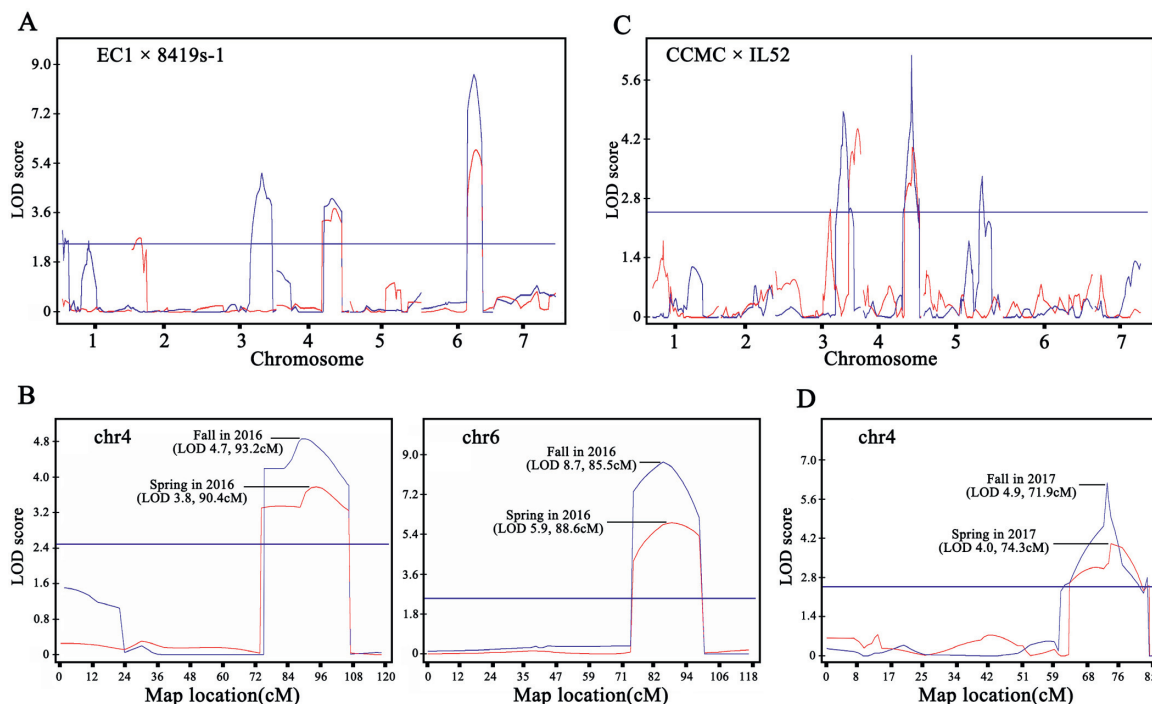 A
EC1 × 8419s-1
LOD score
9.0
7.2
5.4
3.6
1.8
0
1 2 3 4 5 6 7
Chromosome
C
CCMC × IL52
LOD score
5.6
4.2
2.8
1.4
0
1 2 3 4 5 6 7
Chromosome
B
chr4
LOD score
4.8
4.0
3.2
2.4
1.6
0.8
0
Fall in 2016
(LOD 4.7, 93.2cM)
Spring in 2016
(LOD 3.8, 90.4cM)
0 12 24 36 48 60 72 84 96 108 120
Map location(cM)
chr6
9.0
7.2
5.4
3.6
1.8
0
Fall in 2016
(LOD 8.7, 85.5cM)
Spring in 2016
(LOD 5.9, 88.6cM)
0 12 23 35 47 59 71 82 94 106 118
Map location(cM)
D
chr4
LOD score
7.0
5.6
4.2
2.8
1.4
0
Fall in 2017
(LOD 4.9, 71.9cM)
Spring in 2017
(LOD 4.0, 74.3cM)
0 8 17 25 34 42 51 59 68 76
Map location(cM)